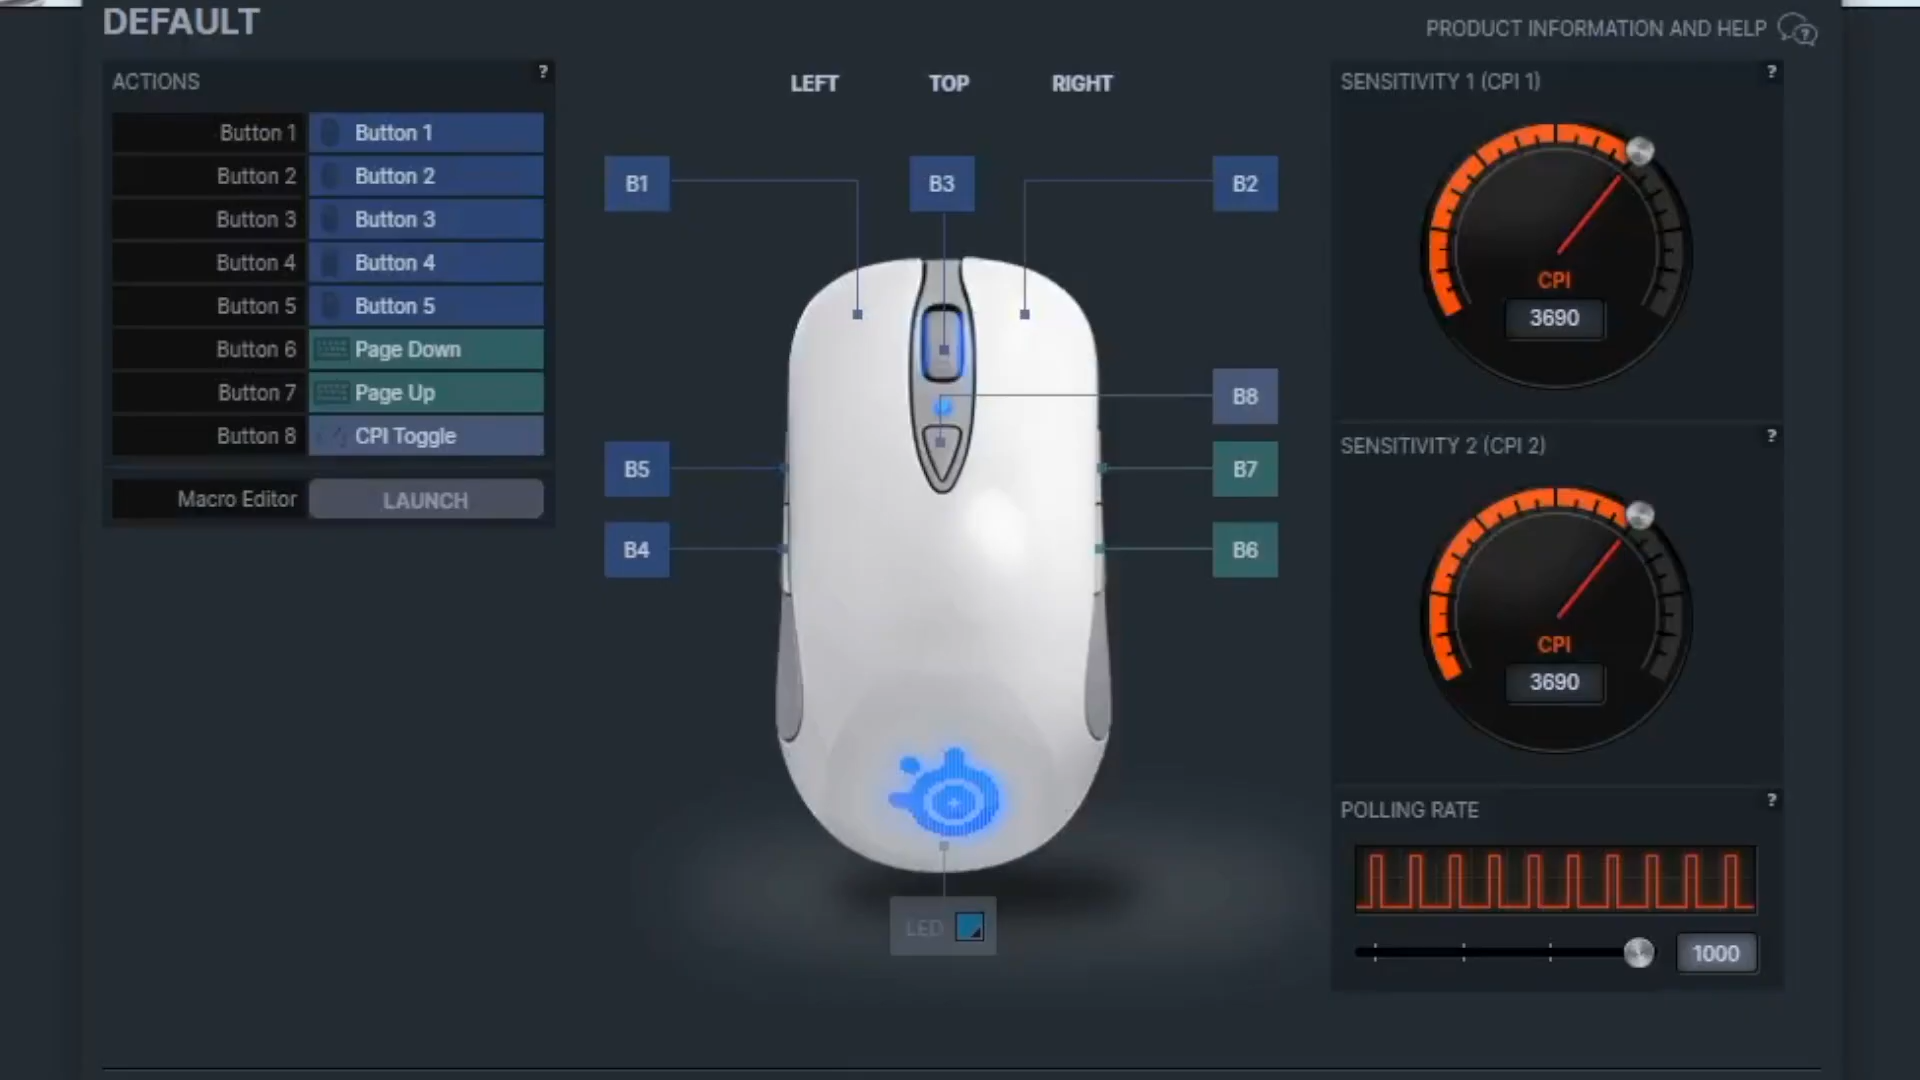 DEFAULT
PRODUCT INFORMATION AND HELP ?
ACTIONS ?
Button 1 Button 1
Button 2 Button 2
Button 3 Button 3
Button 4 Button 4
Button 5 Button 5
Button 6 Page Down
Button 7 Page Up
Button 8 CPI Toggle
Macro Editor LAUNCH
LEFT TOP RIGHT
B1 B3 B2
B8
B5 B7
B4 B6
LED
SENSITIVITY 1 (CPI 1) ?
CPI
3690
SENSITIVITY 2 (CPI 2) ?
CPI
3690
POLLING RATE ?
1000